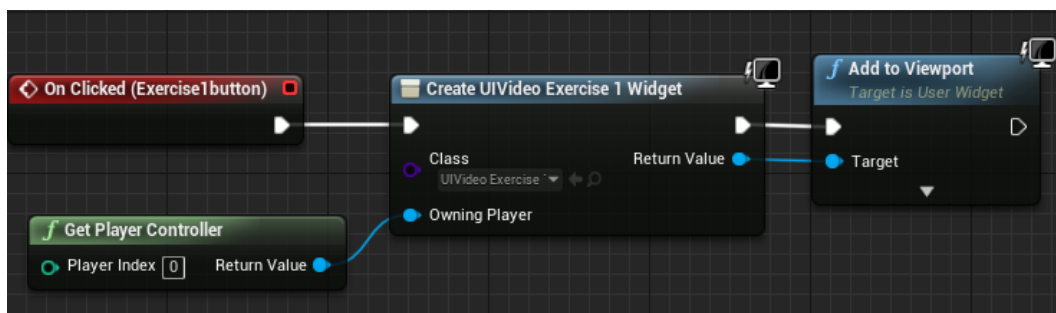 On Clicked (Exercise1button)
Create UIVideo Exercise 1 Widget
Class
UIVideo Exercise
Return Value
Owning Player
Add to Viewport
Target is User Widget
Target
Get Player Controller
Player Index 0
Return Value